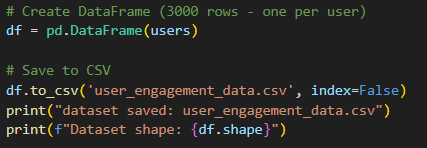 # Create DataFrame (3000 rows - one per user)
df = pd.DataFrame(users)
# Save to CSV
df.to_csv('user_engagement_data.csv', index=False)
print("dataset saved: user_engagement_data.csv")
print(f"Dataset shape: {df.shape}")